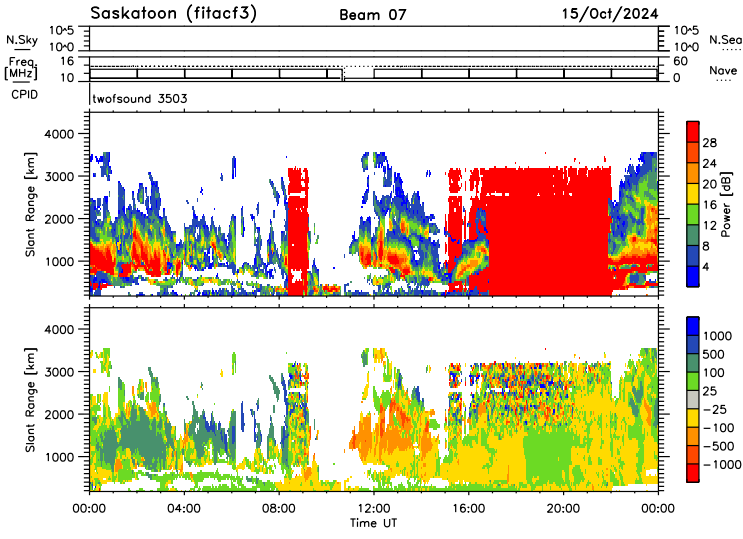 Saskatoon (fitacf3) Beam 07 15/Oct/2024
10^5 10^5
N.Sky N.Sea
10^0 10^0
Freq. 16 60
[MHz] Nave
10 0
CPID
twofsound 3503
4000
3000
2000
1000
Slant Range [km]
28
24
20
16
12
8
4
Power [dB]
4000
3000
2000
1000
Slant Range [km]
1000
500
100
25
-25
-100
-500
-1000
00:00 04:00 08:00 12:00 16:00 20:00 00:00
Time UT